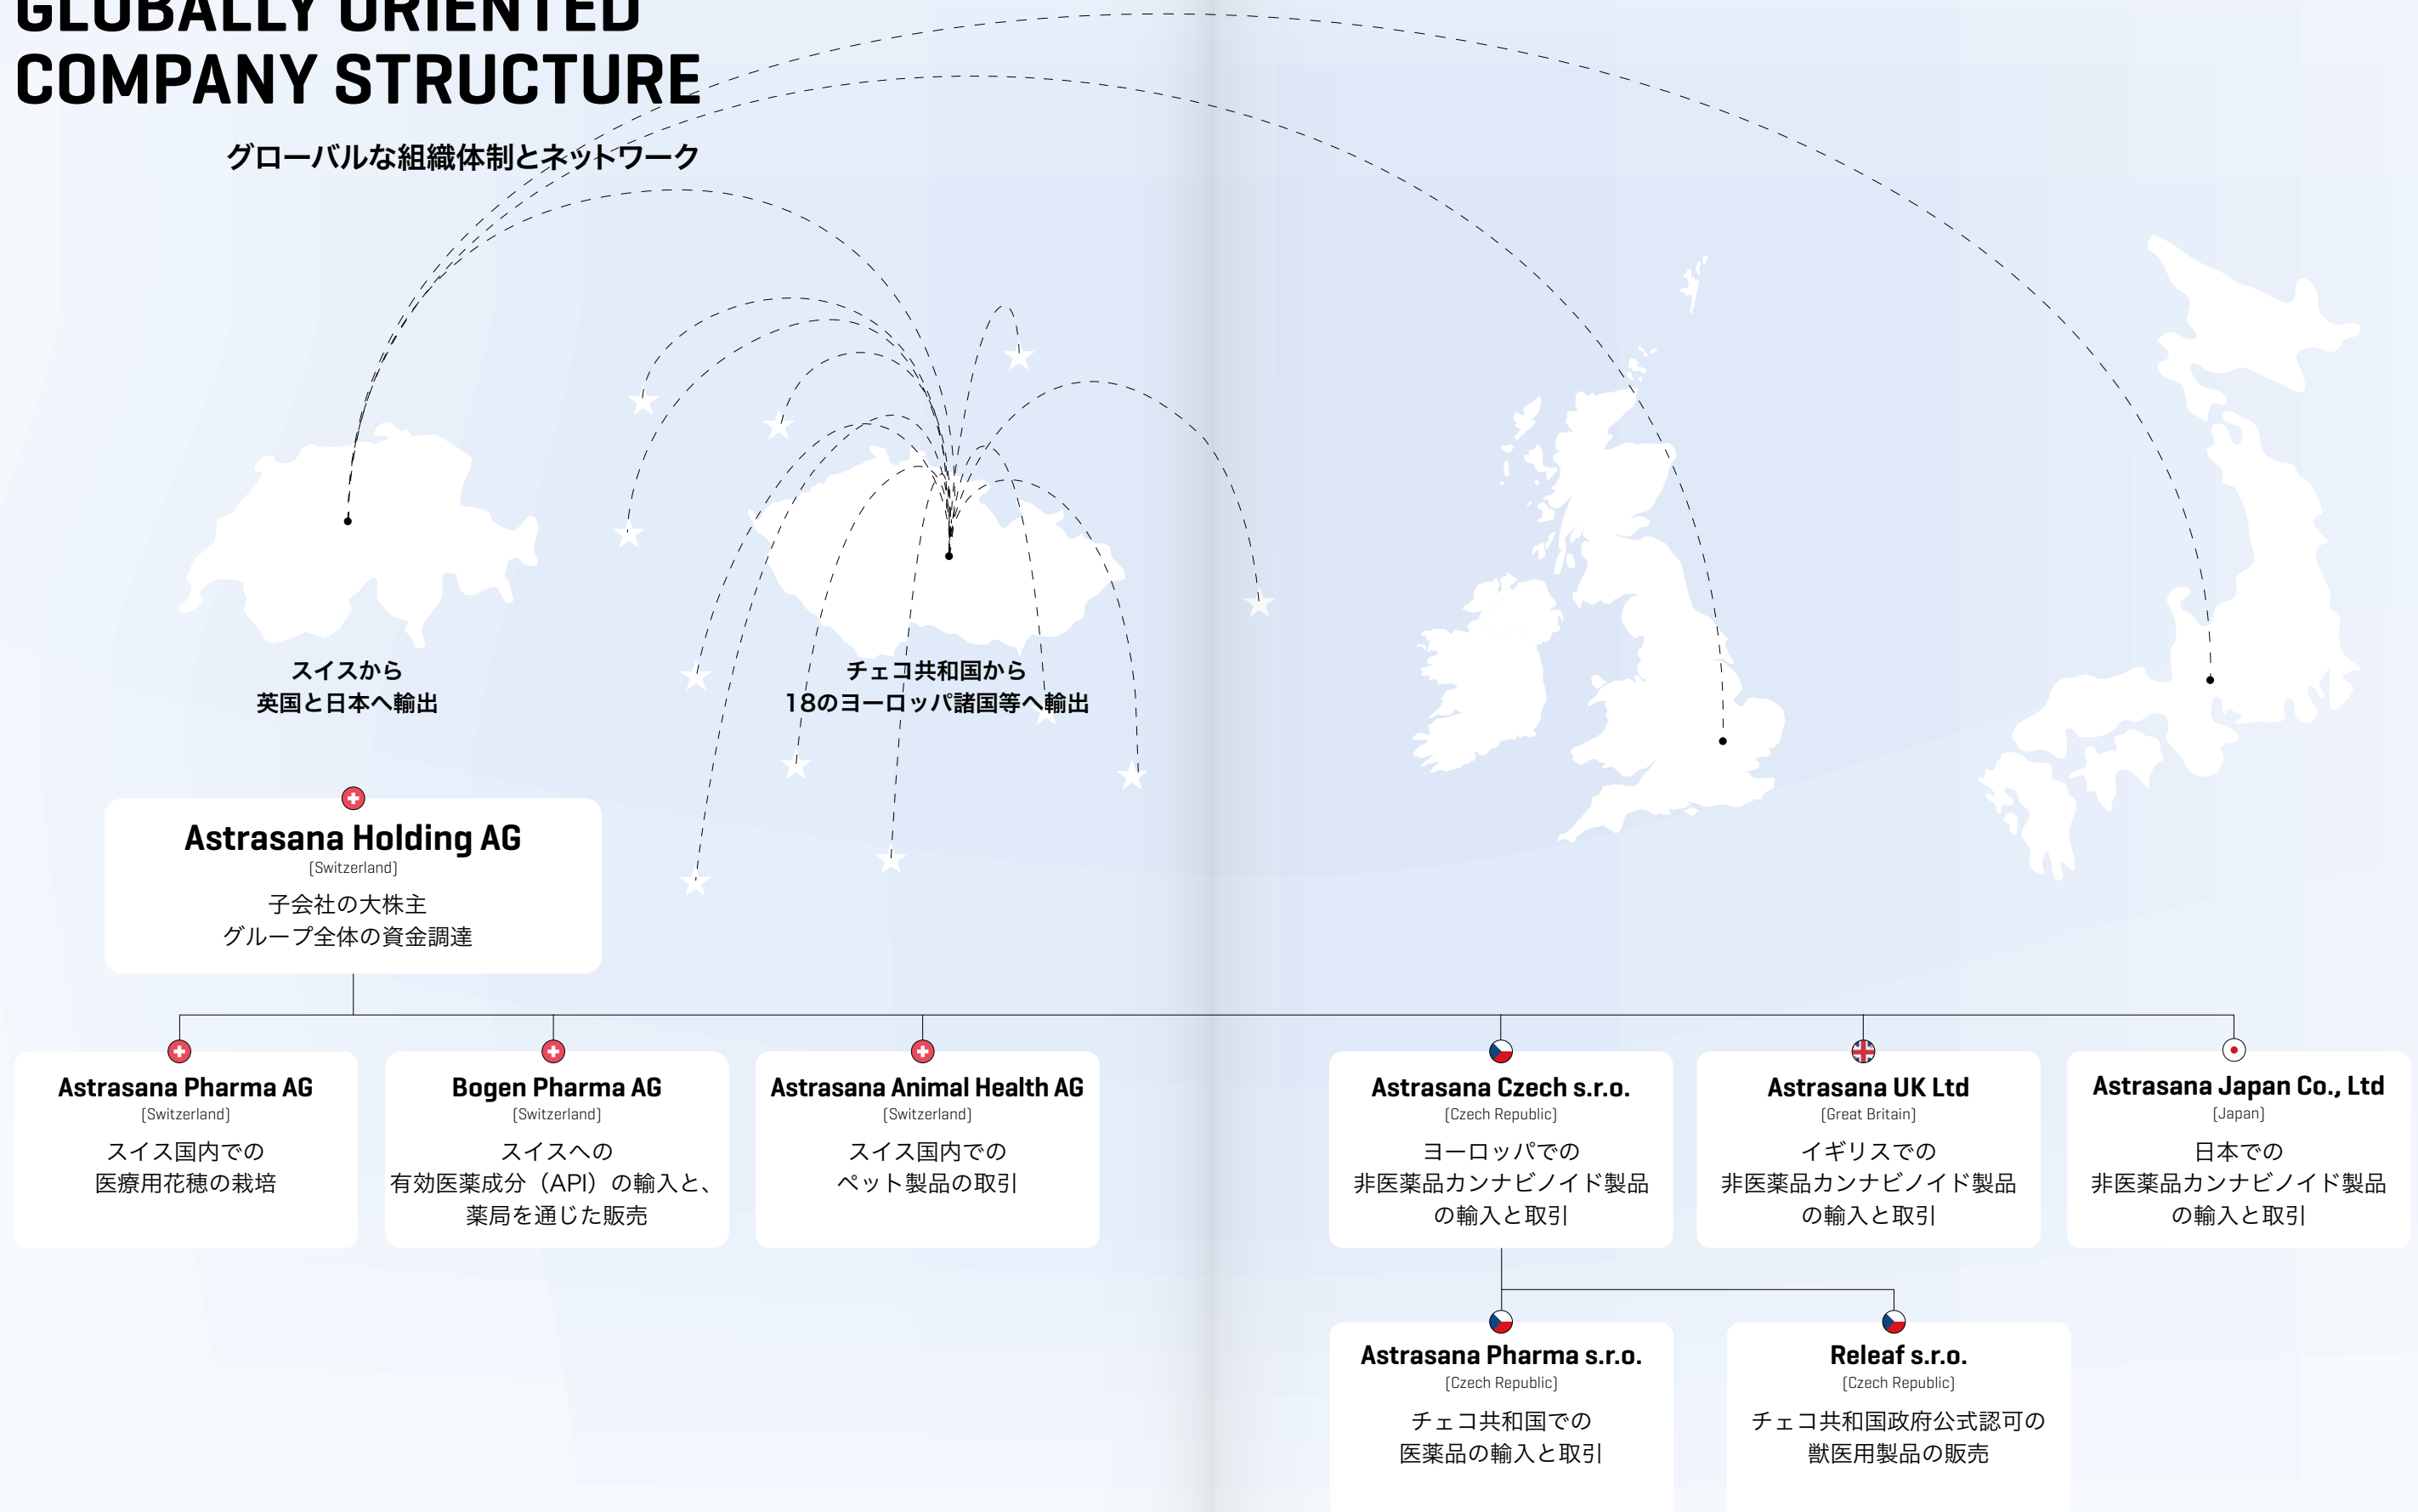 GLOBALLY ORIENTED
COMPANY STRUCTURE
グローバルな組織体制とネットワーク
スイスから
英国と日本へ輸出
チェコ共和国から
18のヨーロッパ諸国等へ輸出
Astrasana Holding AG
(Switzerland)
子会社の大株主
グループ全体の資金調達
Astrasana Pharma AG
(Switzerland)
スイス国内での
医療用花穂の栽培
Bogen Pharma AG
(Switzerland)
スイスへの
有効医薬成分（API）の輸入と、
薬局を通じた販売
Astrasana Animal Health AG
(Switzerland)
スイス国内での
ペット製品の取引
Astrasana Czech s.r.o.
(Czech Republic)
ヨーロッパでの
非医薬品カンナビノイド製品
の輸入と取引
Astrasana UK Ltd
(Great Britain)
イギリスでの
非医薬品カンナビノイド製品
の輸入と取引
Astrasana Japan Co., Ltd
(Japan)
日本での
非医薬品カンナビノイド製品
の輸入と取引
Astrasana Pharma s.r.o.
(Czech Republic)
チェコ共和国での
医薬品の輸入と取引
Releaf s.r.o.
(Czech Republic)
チェコ共和国政府公式認可の
獣医用製品の販売